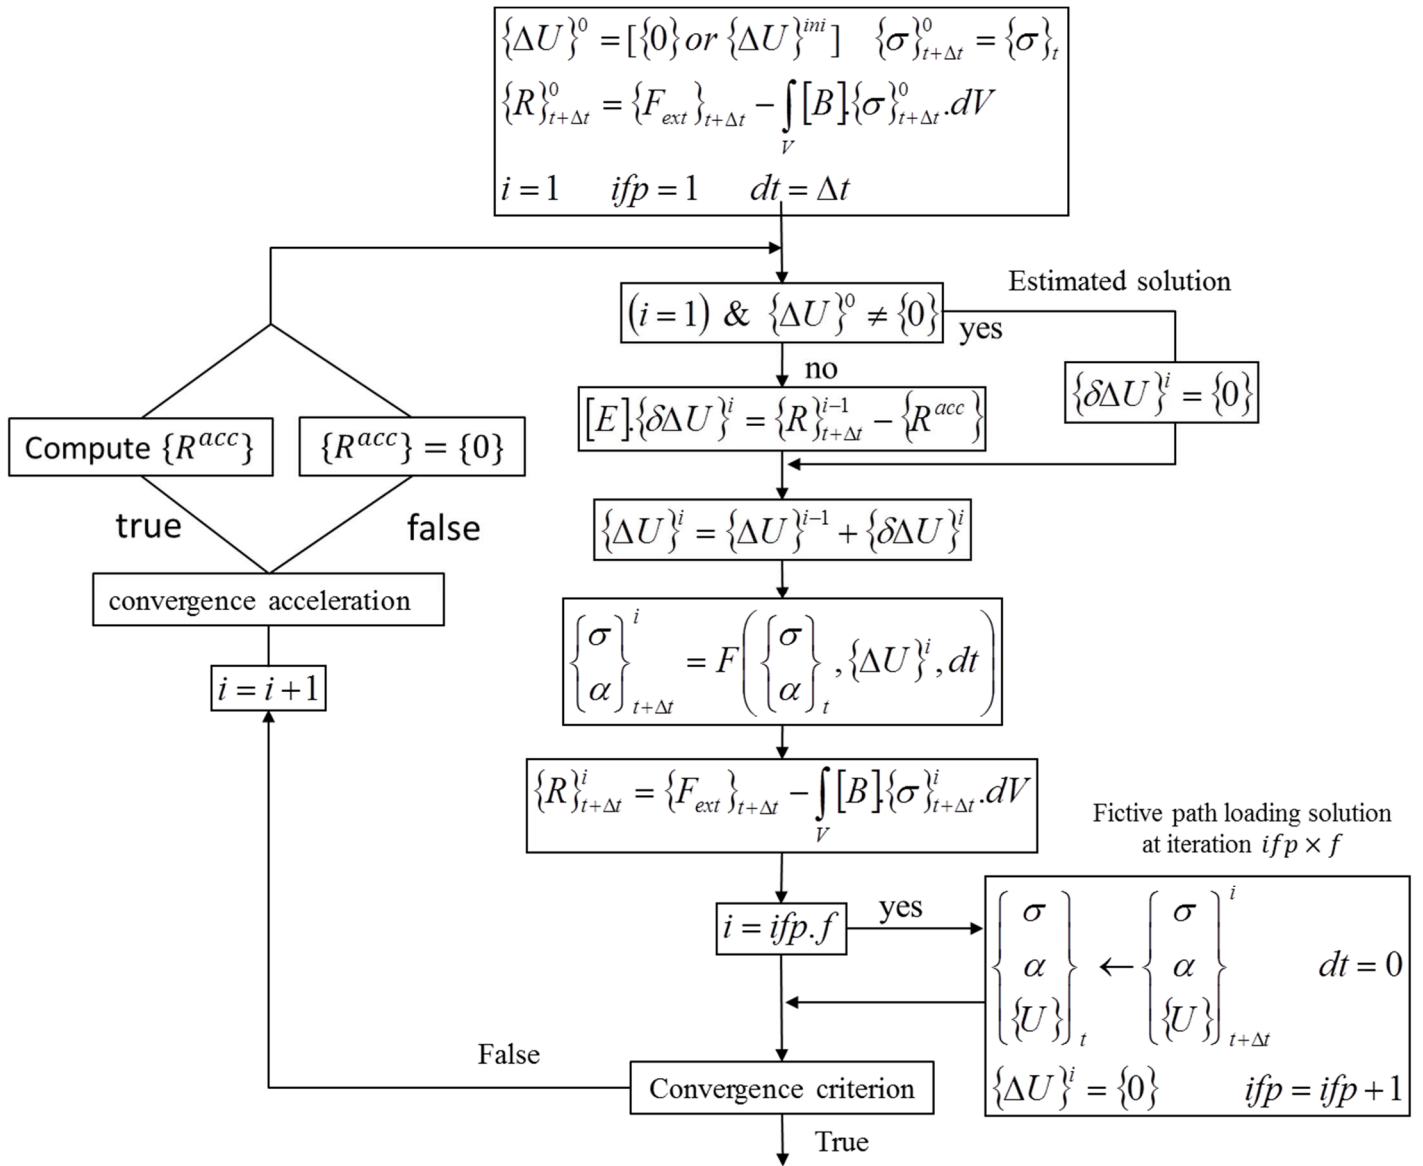 {ΔU}⁰ = [{0} or {ΔU}ⁱⁿⁱ] {σ}⁰_{t+Δt} = {σ}_t
{R}⁰_{t+Δt} = {F_ext}_{t+Δt} − ∫_V [B].{σ}⁰_{t+Δt}.dV
i = 1 ifp = 1 dt = Δt
(i = 1) & {ΔU}⁰ ≠ {0}
yes
Estimated solution
{δΔU}ⁱ = {0}
no
[E].{δΔU}ⁱ = {R}^{i−1}_{t+Δt} − {R^{acc}}
{ΔU}ⁱ = {ΔU}^{i−1} + {δΔU}ⁱ
{σ α}ⁱ_{t+Δt} = F({σ α}_t, {ΔU}ⁱ, dt)
{R}ⁱ_{t+Δt} = {F_ext}_{t+Δt} − ∫_V [B].{σ}ⁱ_{t+Δt}.dV
i = ifp.f
yes
Fictive path loading solution
at iteration ifp × f
{σ α {U}}_t ← {σ α {U}}ⁱ_{t+Δt} dt = 0
{ΔU}ⁱ = {0} ifp = ifp + 1
Convergence criterion
True
False
i = i + 1
convergence acceleration
true
false
Compute {R^{acc}}
{R^{acc}} = {0}